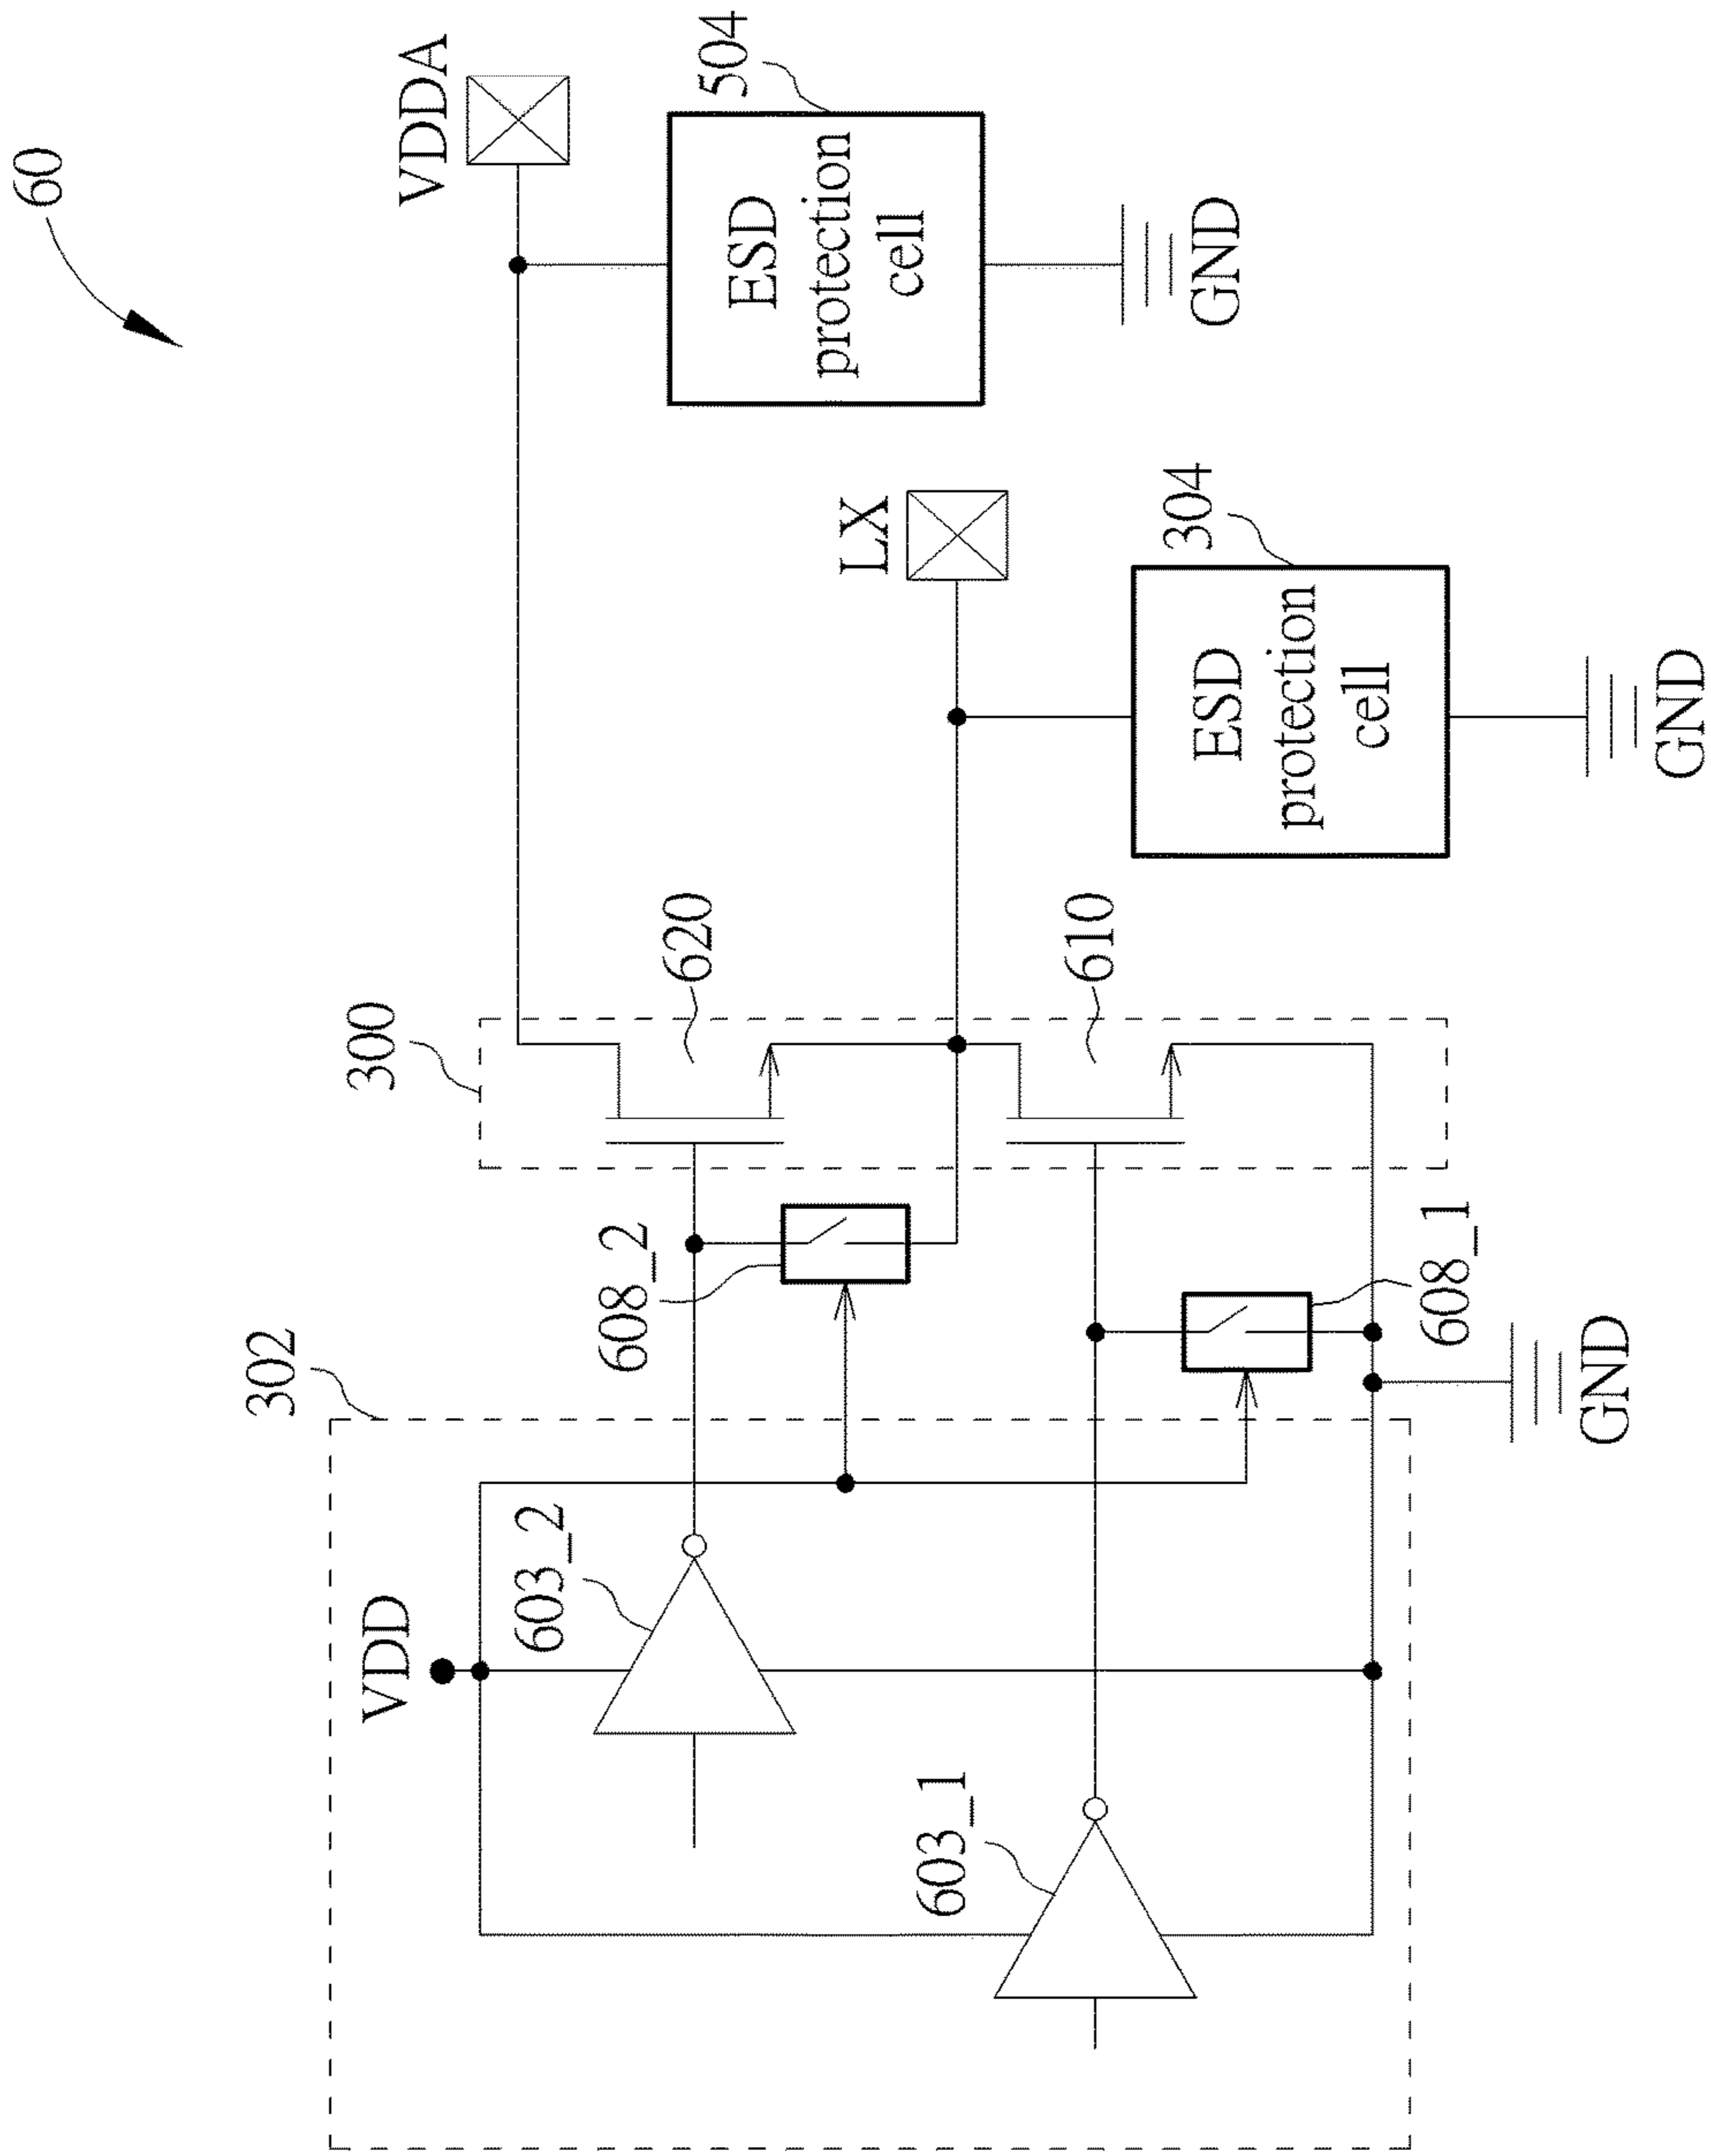 60
VDDA
504
ESD
protection
cell
GND
LX
304
ESD
protection
cell
GND
300
620
610
608_2
608_1
302
GND
VDD
603_2
603_1